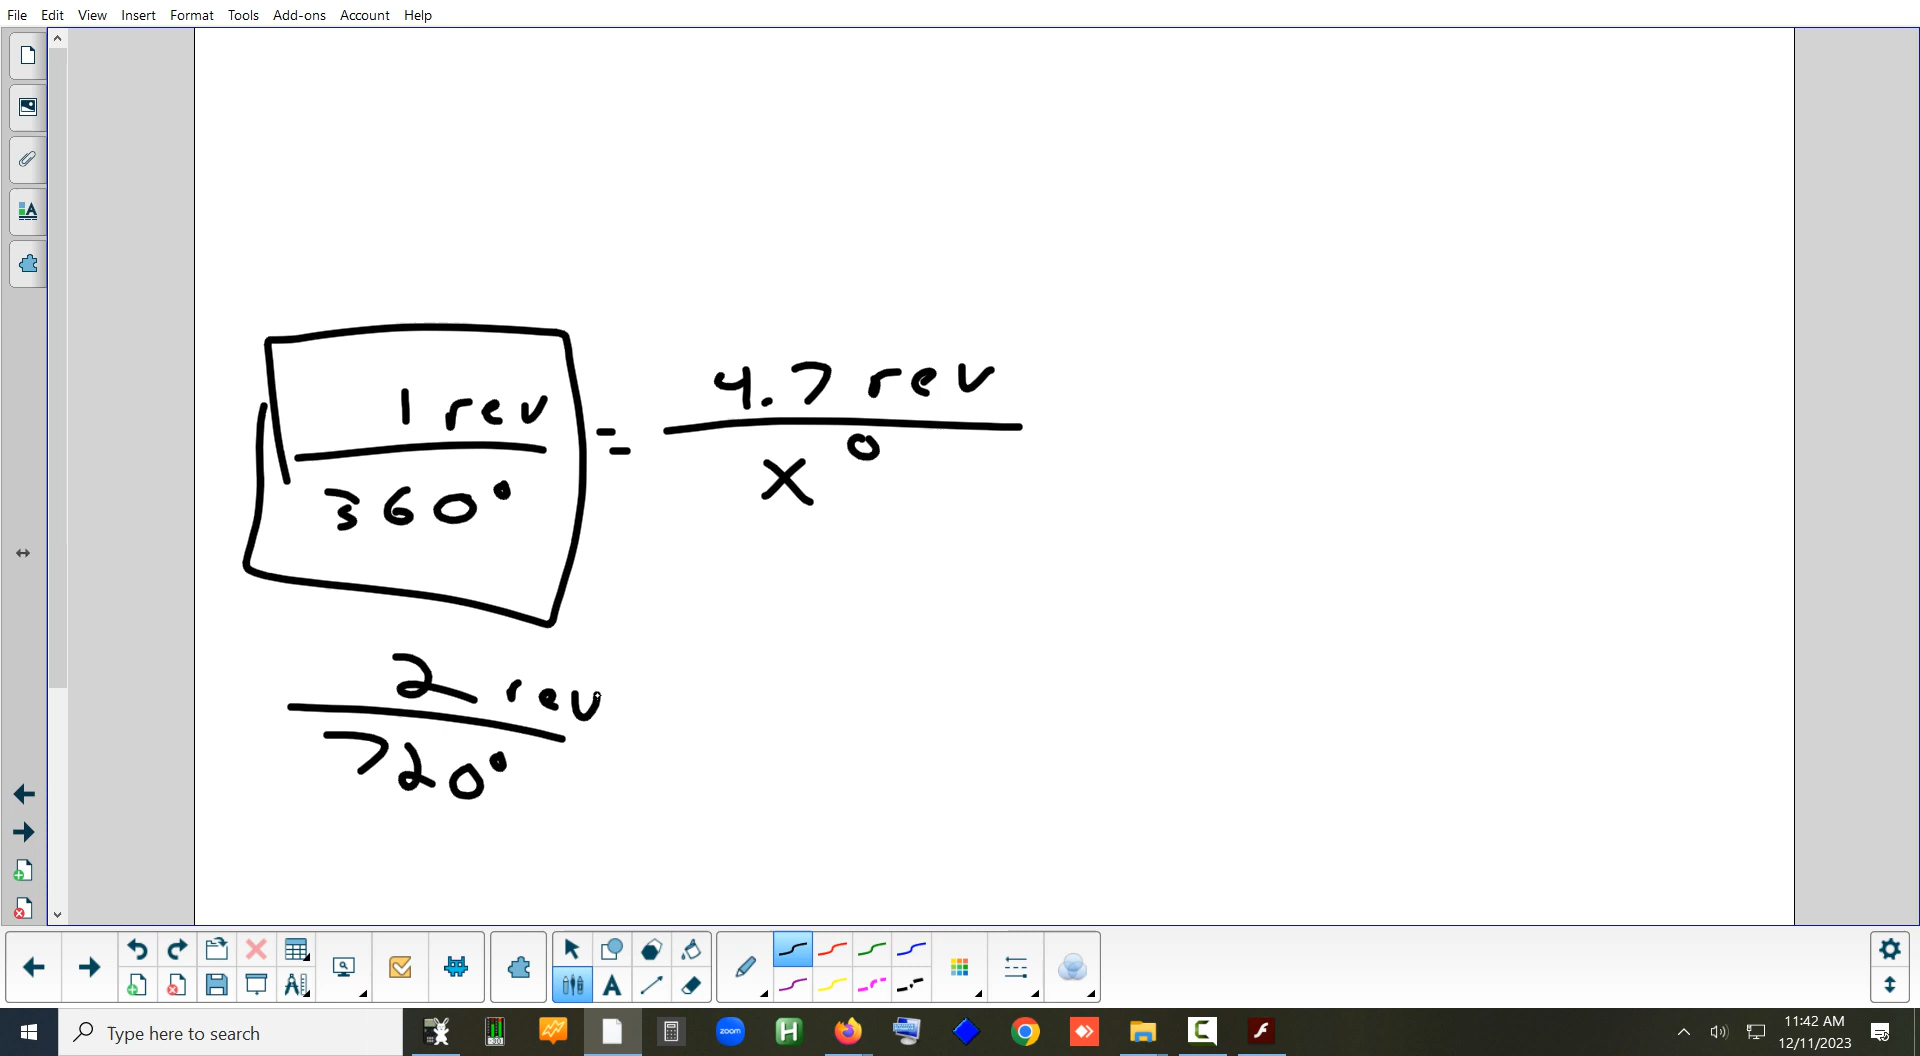 File Edit View Insert Format Tools Add-ons Account Help
1 rev = 4.7 rev
360° x°
2 rev
720°
Type here to search
zoom
11:42 AM
12/11/2023